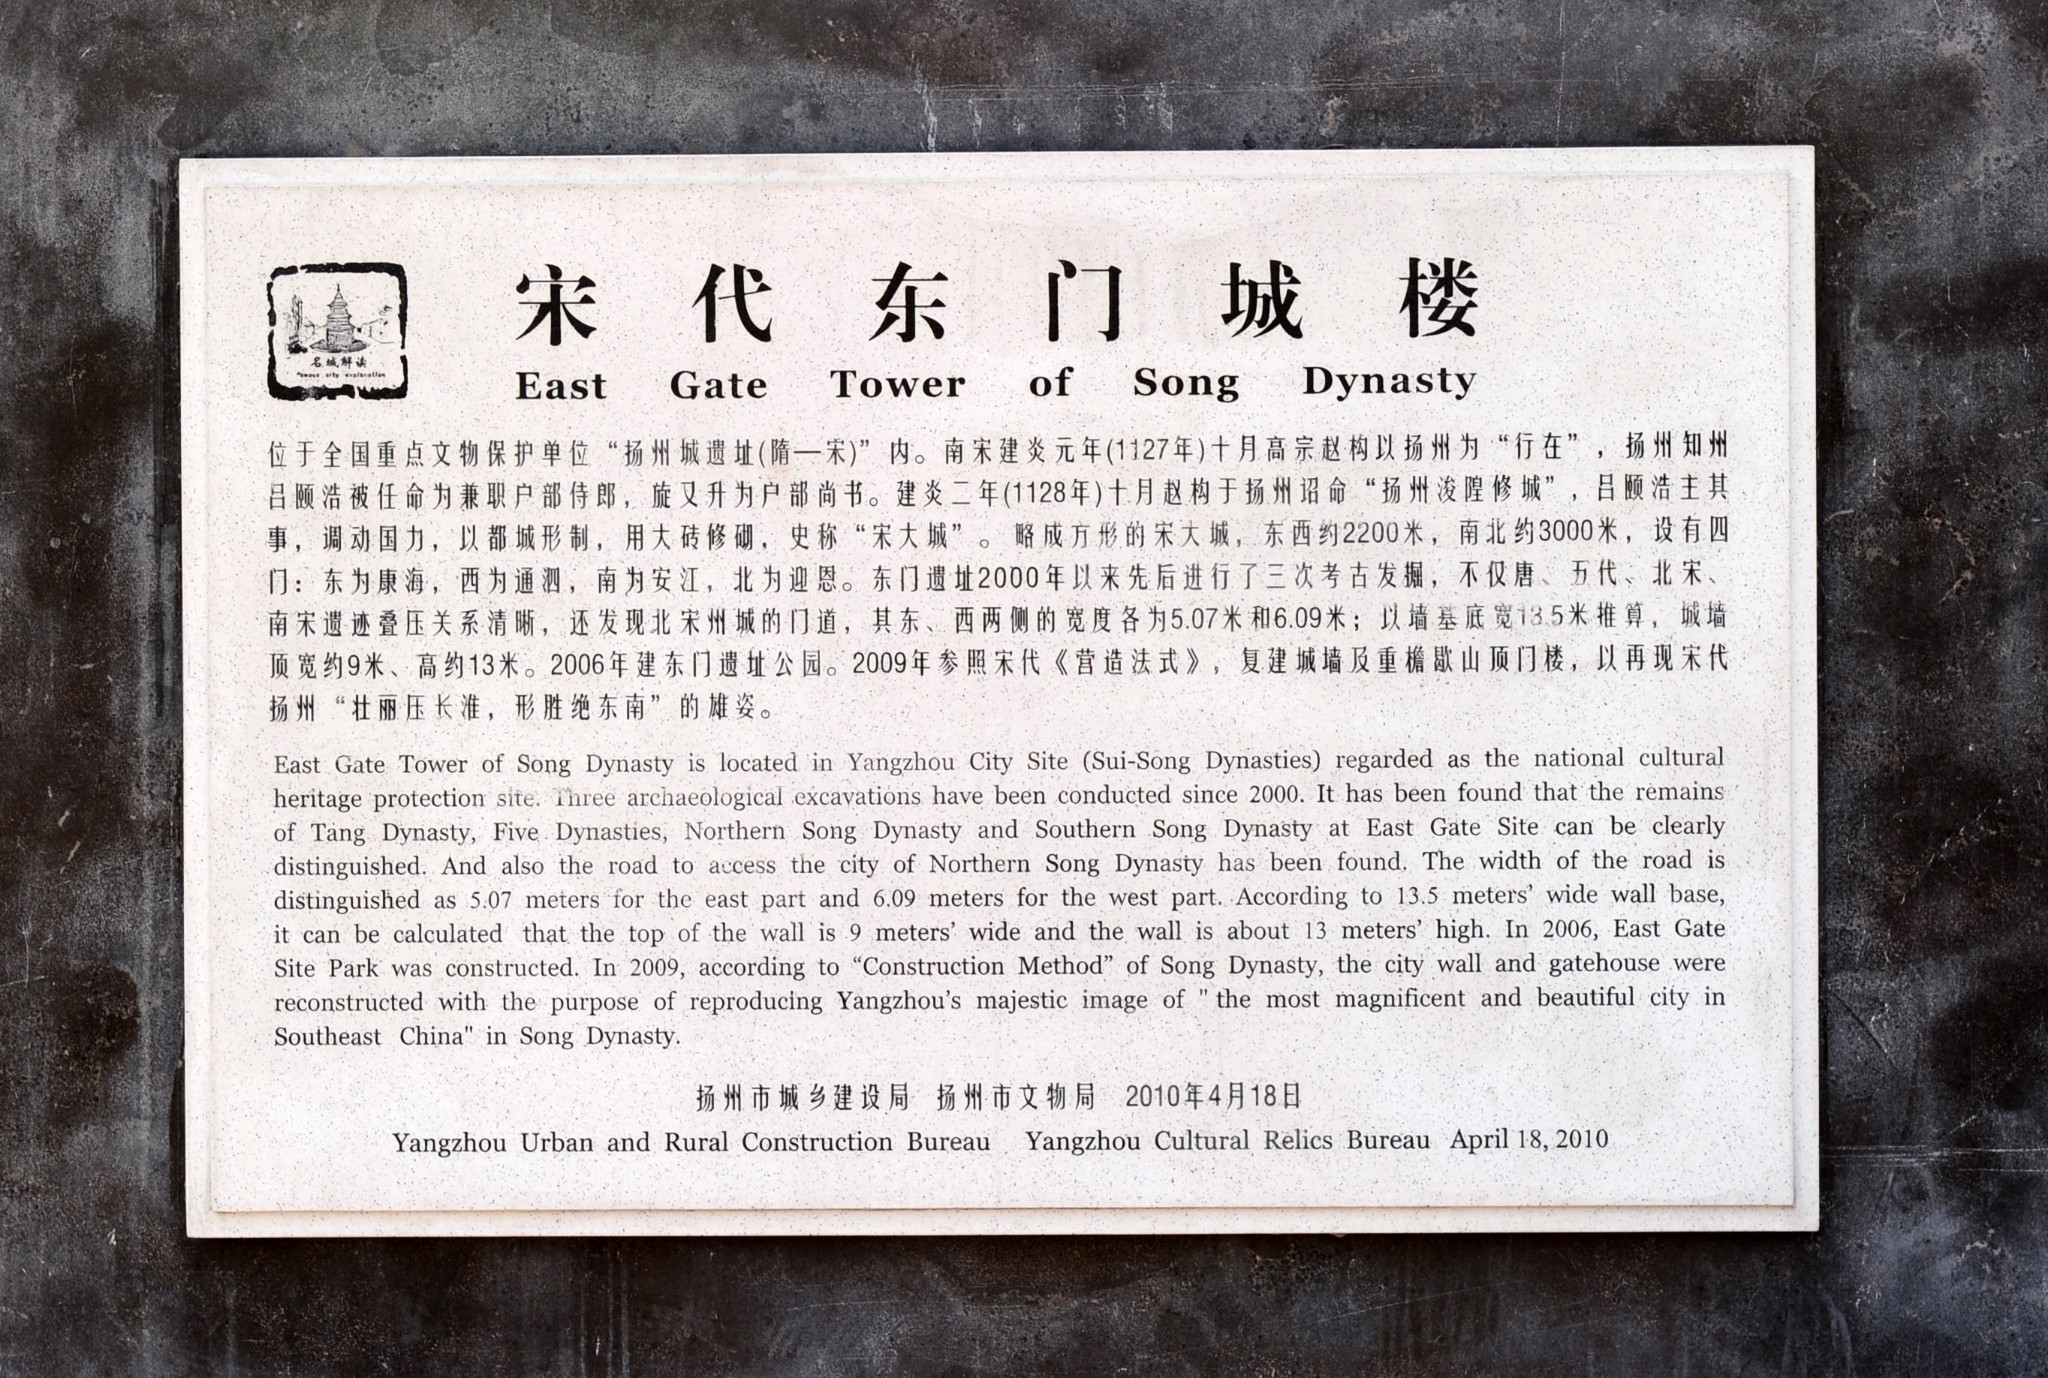 宋代东门城楼
名城解读
East Gate Tower of Song Dynasty
位于全国重点文物保护单位“扬州城遗址(隋—宋)”内。南宋建炎元年(1127年)十月高宗赵构以扬州为“行在”，扬州知州
吕颐浩被任命为兼职户部侍郎，旋又升为户部尚书。建炎二年(1128年)十月赵构于扬州诏命“扬州浚隍修城”，吕颐浩主其
事，调动国力，以都城形制，用大砖修砌，史称“宋大城”。略成方形的宋大城，东西约2200米，南北约3000米，设有四
门：东为康海，西为通泗，南为安江，北为迎恩。东门遗址2000年以来先后进行了三次考古发掘，不仅唐、五代、北宋、
南宋遗迹叠压关系清晰，还发现北宋州城的门道，其东、西两侧的宽度各为5.07米和6.09米；以墙基底宽13.5米推算，城墙
顶宽约9米、高约13米。2006年建东门遗址公园。2009年参照宋代《营造法式》，复建城墙及重檐歇山顶门楼，以再现宋代
扬州“壮丽压长淮，形胜绝东南”的雄姿。
East Gate Tower of Song Dynasty is located in Yangzhou City Site (Sui-Song Dynasties) regarded as the national cultural
heritage protection site. Three archaeological excavations have been conducted since 2000. It has been found that the remains
of Tang Dynasty, Five Dynasties, Northern Song Dynasty and Southern Song Dynasty at East Gate Site can be clearly
distinguished. And also the road to access the city of Northern Song Dynasty has been found. The width of the road is
distinguished as 5.07 meters for the east part and 6.09 meters for the west part. According to 13.5 meters’ wide wall base,
it can be calculated that the top of the wall is 9 meters’ wide and the wall is about 13 meters’ high. In 2006, East Gate
Site Park was constructed. In 2009, according to “Construction Method” of Song Dynasty, the city wall and gatehouse were
reconstructed with the purpose of reproducing Yangzhou’s majestic image of " the most magnificent and beautiful city in
Southeast China" in Song Dynasty.
扬州市城乡建设局 扬州市文物局 2010年4月18日
Yangzhou Urban and Rural Construction Bureau Yangzhou Cultural Relics Bureau April 18, 2010